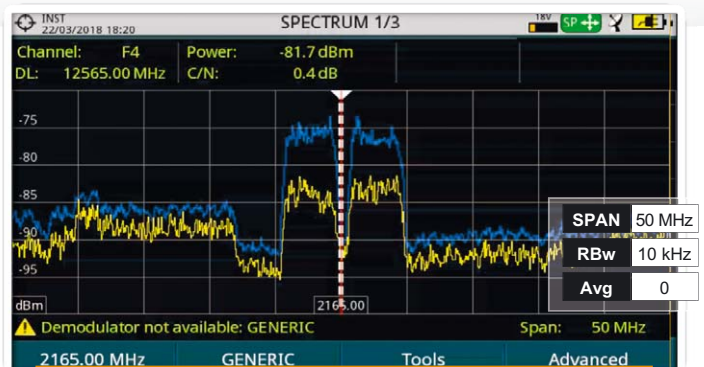 INST
22/03/2018 18:20
SPECTRUM 1/3
18V
SP
Channel: F4 Power: -81.7 dBm
DL: 12565.00 MHz C/N: 0.4 dB
-75
-80
-85
-90
-95
dBm
2165.00
SPAN 50 MHz
RBw 10 kHz
Avg 0
Demodulator not available: GENERIC Span: 50 MHz
2165.00 MHz GENERIC Tools Advanced